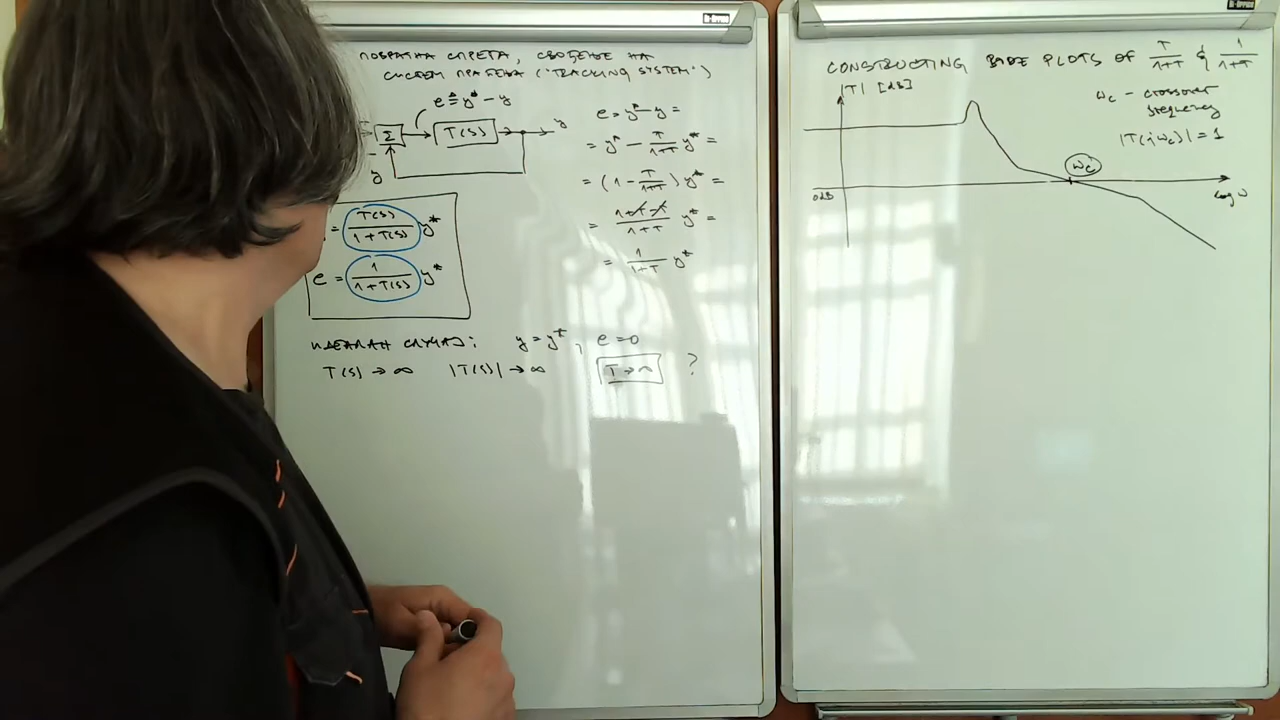 ПОВРАТНА СПРЕГА, СВОЂЕЊЕ НА
СИСТЕМ ПРАЋЕЊА ("TRACKING SYSTEM")
e ≜ y* - y
Σ
T(s)
y
-
y
e = y* - y =
= y* - T/(1+T) y* =
= (1 - T/(1+T)) y* =
= (1+T-T)/(1+T) y* =
= 1/(1+T) y*
= T(s)/(1+T(s)) y*
e = 1/(1+T(s)) y*
ИДЕАЛАН СЛУЧАЈ: y = y*, e = 0
T(s) → ∞ |T(s)| → ∞ T → ∞ ?
CONSTRUCTING BODE PLOTS OF T/(1+T) & 1/(1+T)
|T| [dB]
ωc - crossover
frequency
|T(jωc)| = 1
ωc
0dB
log ω